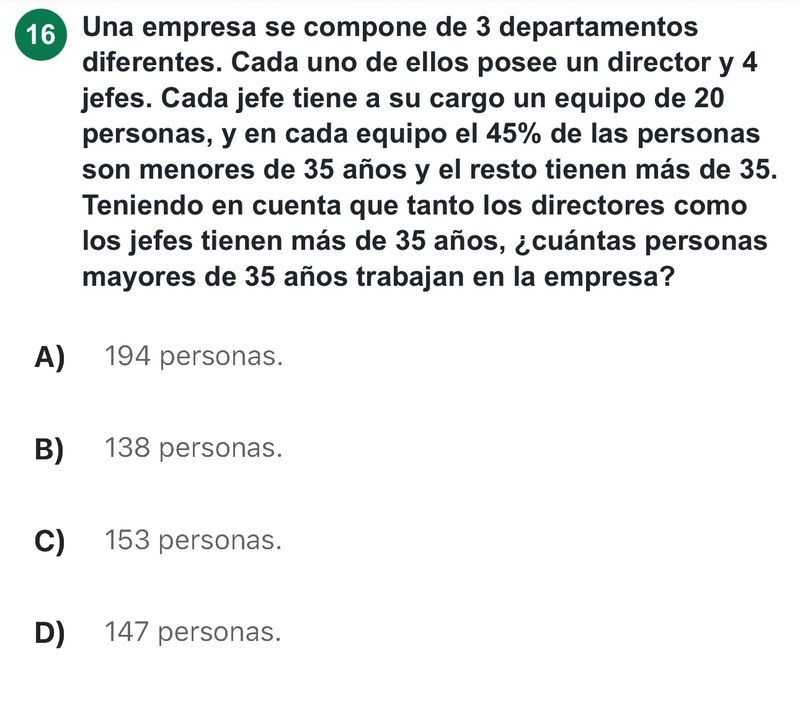 16 Una empresa se compone de 3 departamentos
diferentes. Cada uno de ellos posee un director y 4
jefes. Cada jefe tiene a su cargo un equipo de 20
personas, y en cada equipo el 45% de las personas
son menores de 35 años y el resto tienen más de 35.
Teniendo en cuenta que tanto los directores como
los jefes tienen más de 35 años, ¿cuántas personas
mayores de 35 años trabajan en la empresa?
A) 194 personas.
B) 138 personas.
C) 153 personas.
D) 147 personas.